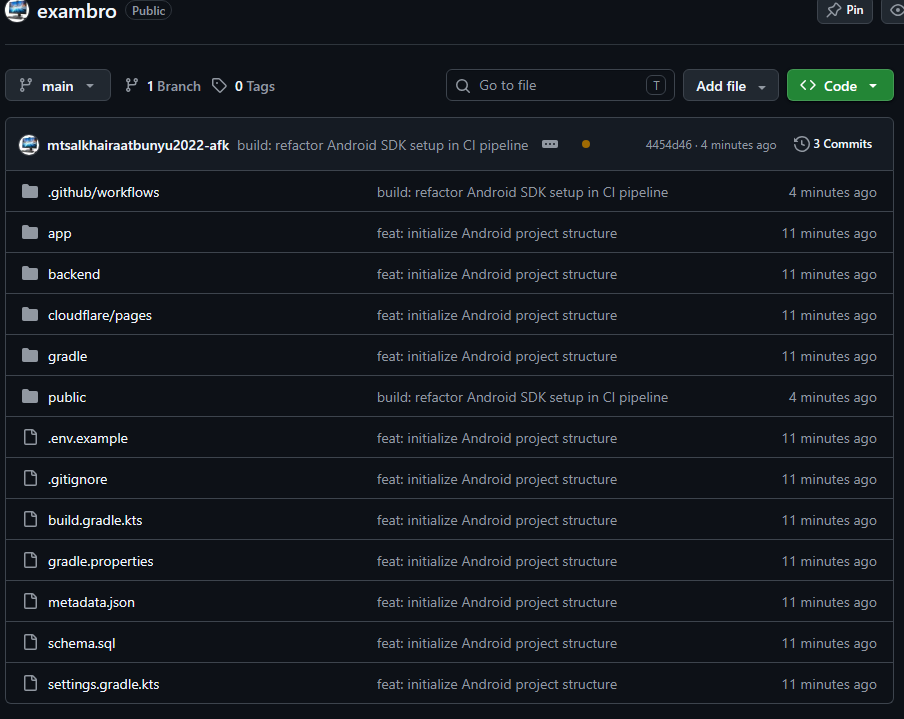 exambro Public Pin
main 1 Branch 0 Tags Go to file T Add file Code
mtsalkhairaatbunyu2022-afk build: refactor Android SDK setup in CI pipeline 4454d46 · 4 minutes ago 3 Commits
.github/workflows build: refactor Android SDK setup in CI pipeline 4 minutes ago
app feat: initialize Android project structure 11 minutes ago
backend feat: initialize Android project structure 11 minutes ago
cloudflare/pages feat: initialize Android project structure 11 minutes ago
gradle feat: initialize Android project structure 11 minutes ago
public build: refactor Android SDK setup in CI pipeline 4 minutes ago
.env.example feat: initialize Android project structure 11 minutes ago
.gitignore feat: initialize Android project structure 11 minutes ago
build.gradle.kts feat: initialize Android project structure 11 minutes ago
gradle.properties feat: initialize Android project structure 11 minutes ago
metadata.json feat: initialize Android project structure 11 minutes ago
schema.sql feat: initialize Android project structure 11 minutes ago
settings.gradle.kts feat: initialize Android project structure 11 minutes ago